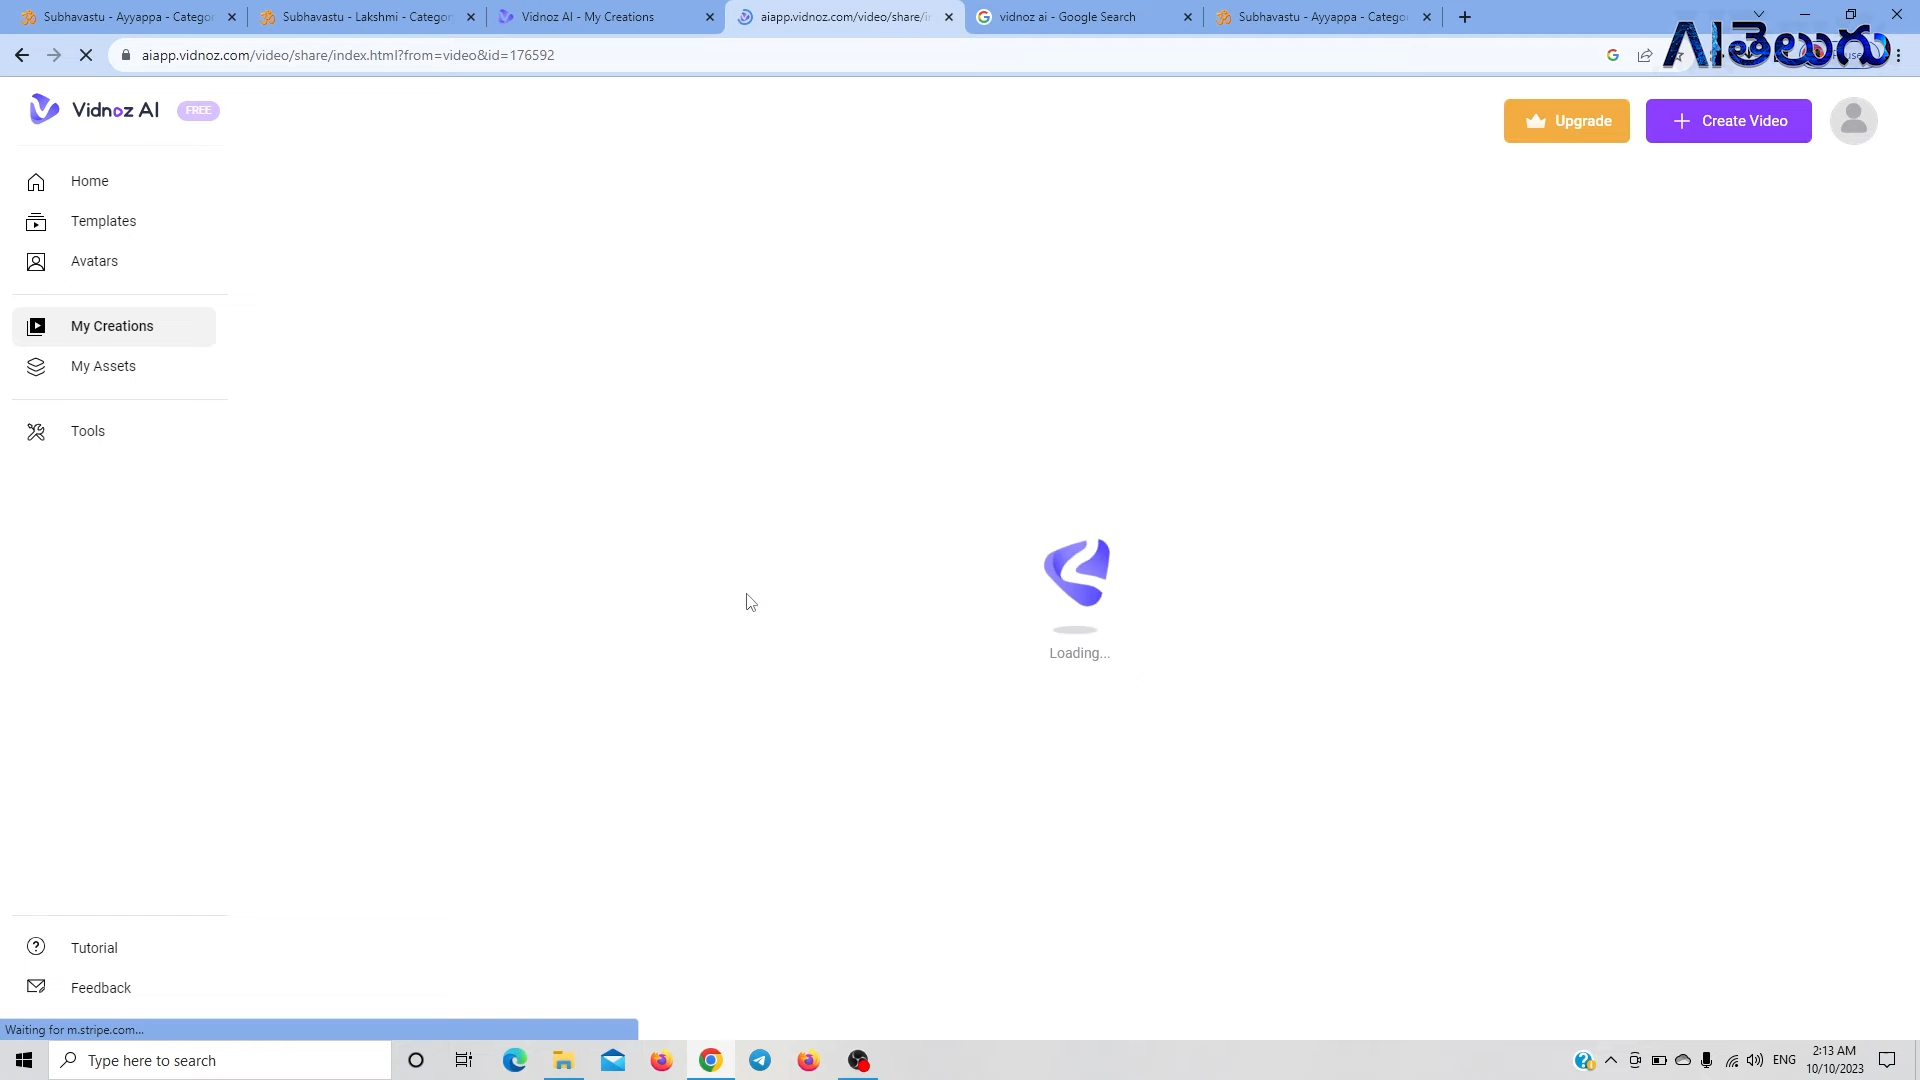 Subhavastu - Ayyappa - Categor
Subhavastu - Lakshmi - Categor
Vidnoz AI - My Creations
aiapp.vidnoz.com/video/share/ir
vidnoz ai - Google Search
Subhavastu - Ayyappa - Catego
AIతెలుగు
aiapp.vidnoz.com/video/share/index.html?from=video&id=176592
Vidnoz AI
FREE
Upgrade
Create Video
Home
Templates
Avatars
My Creations
My Assets
Tools
Loading...
Tutorial
Feedback
Waiting for m.stripe.com...
Type here to search
ENG
2:13 AM
10/10/2023